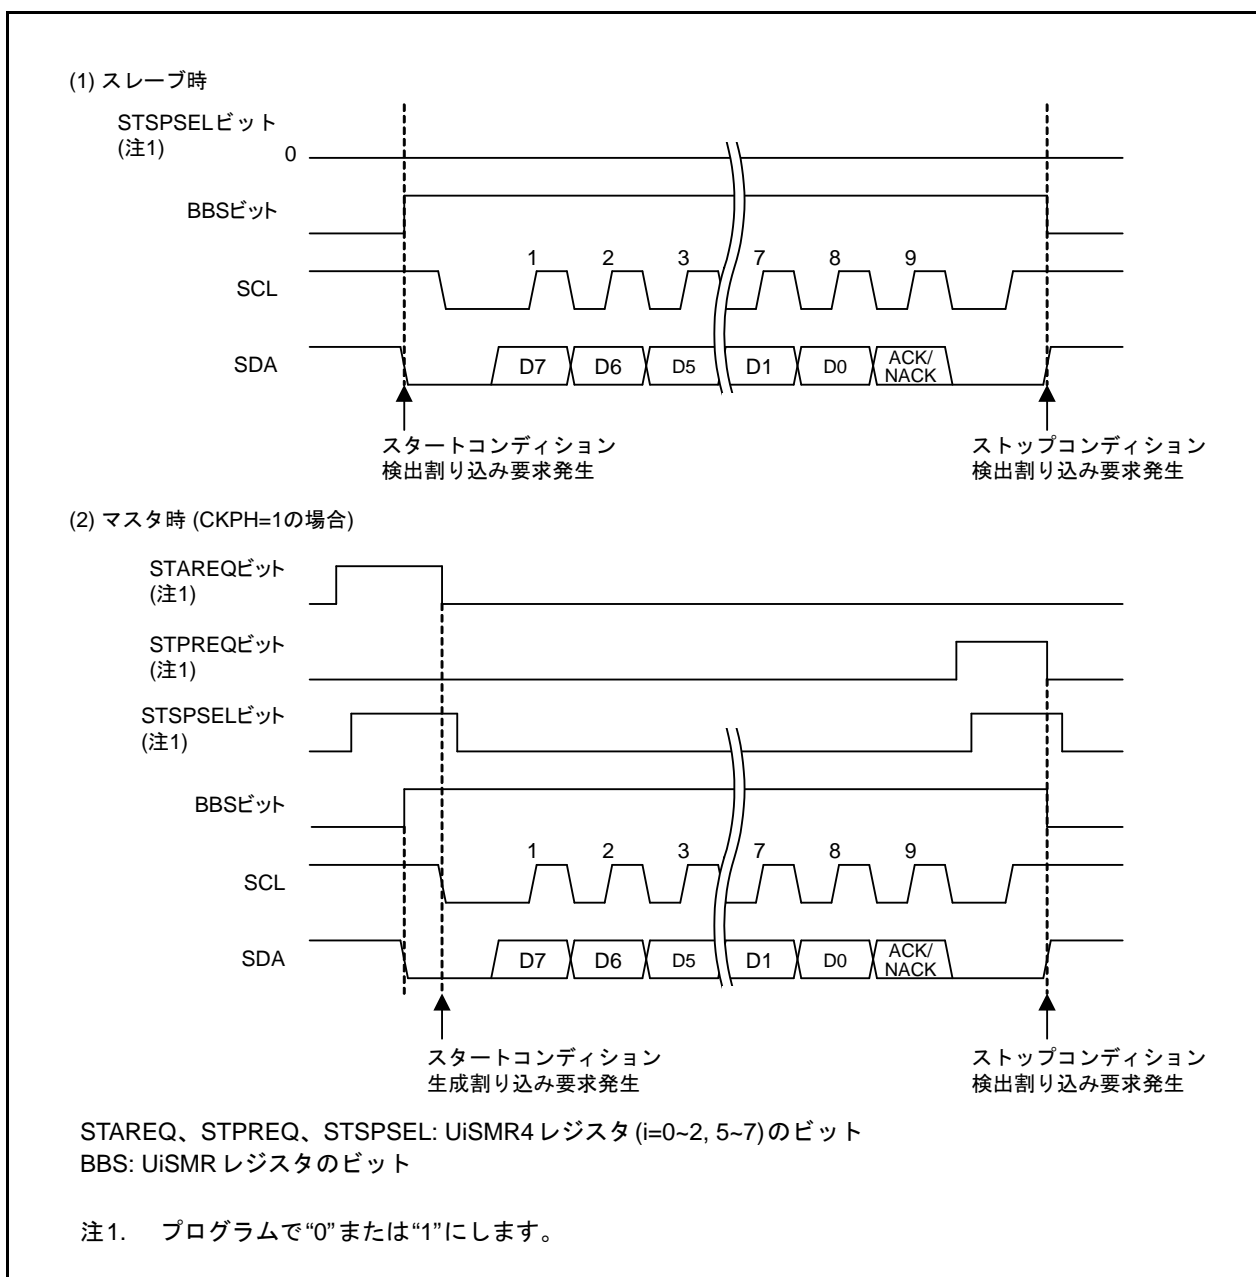 (1) スレーブ時
STSPSELビット
(注1)
0
BBSビット
1 2 3 7 8 9
SCL
SDA
D7 D6 D5 D1 D0 ACK/
NACK
スタートコンディション
検出割り込み要求発生
ストップコンディション
検出割り込み要求発生
(2) マスタ時 (CKPH=1の場合)
STAREQビット
(注1)
STPREQビット
(注1)
STSPSELビット
(注1)
BBSビット
1 2 3 7 8 9
SCL
SDA
D7 D6 D5 D1 D0 ACK/
NACK
スタートコンディション
生成割り込み要求発生
ストップコンディション
検出割り込み要求発生
STAREQ、STPREQ、STSPSEL: UiSMR4レジスタ(i=0~2, 5~7)のビット
BBS: UiSMRレジスタのビット
注1. プログラムで“0”または“1”にします。